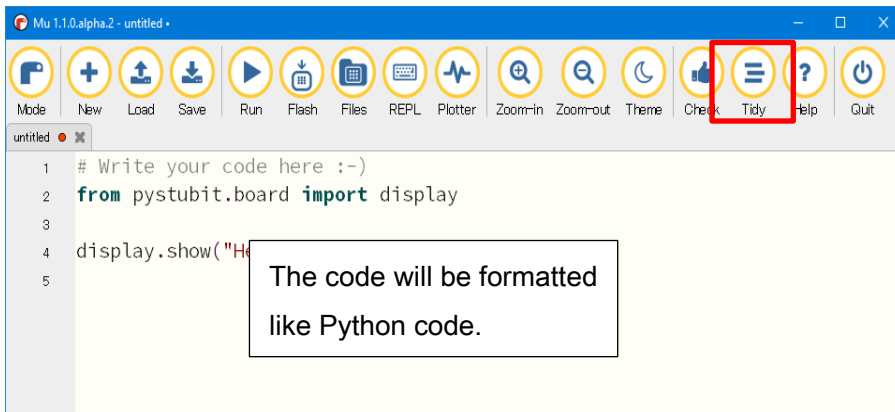 Mu 1.1.0.alpha.2 - untitled •
Mode New Load Save Run Flash Files REPL Plotter Zoom-in Zoom-out Theme Check Tidy Help Quit
untitled
1 # Write your code here :-)
2 from pystubit.board import display
3
4 display.show("He
5
The code will be formatted
like Python code.